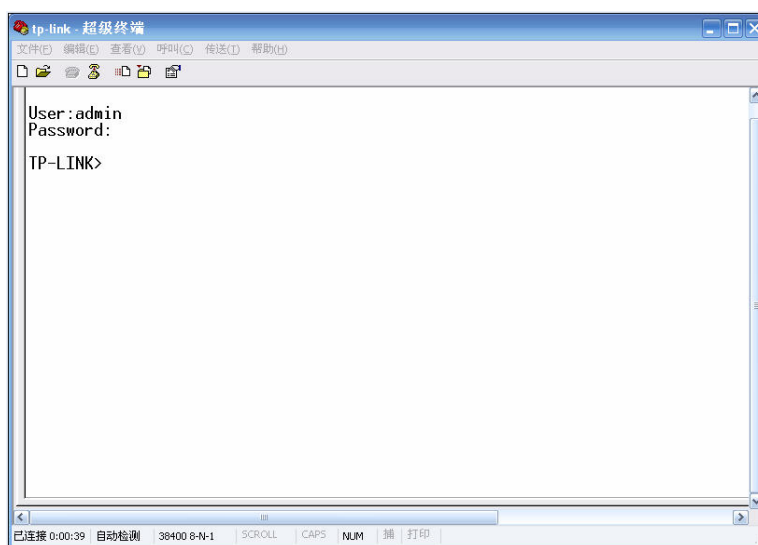 tp-link - 超级终端
文件(F) 编辑(E) 查看(V) 呼叫(C) 传送(T) 帮助(H)
User:admin
Password:
TP-LINK>
已连接 0:00:39 自动检测 38400 8-N-1 SCROLL CAPS NUM 捕 打印